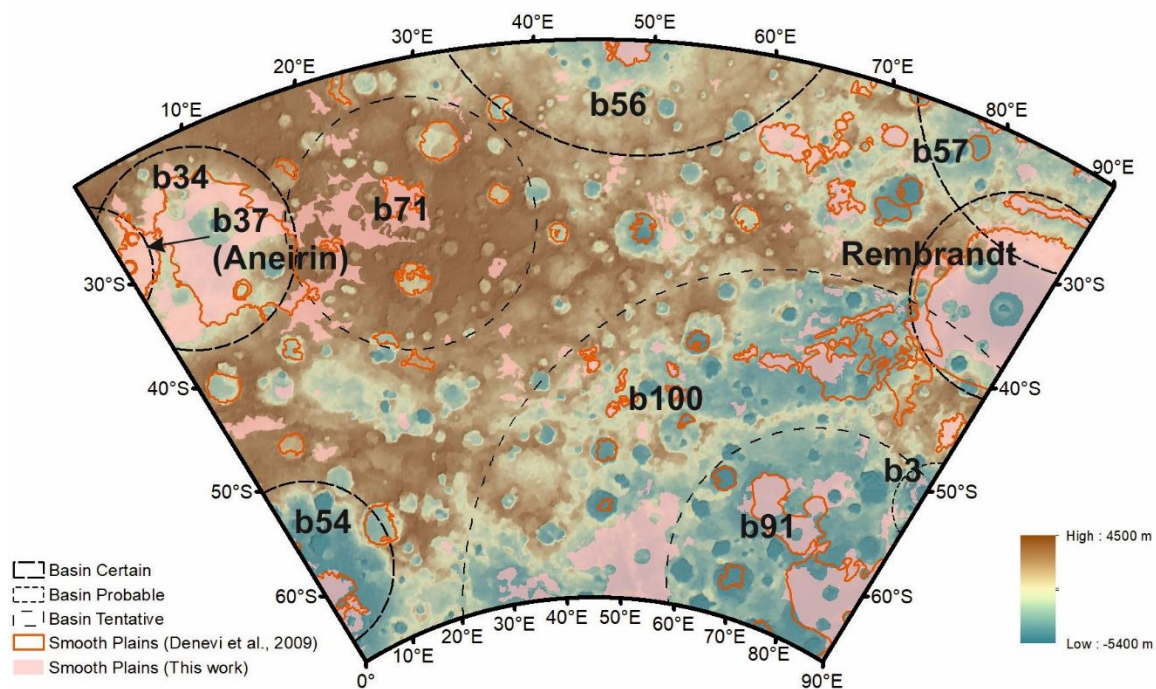 40°E
50°E
30°E
60°E
20°E
70°E
10°E
80°E
b56
90°E
b57
b34
b71
b37
(Aneirin)
Rembrandt
30°S
30°S
40°S
40°S
b100
b3
50°S
50°S
b54
b91
High : 4500 m
Basin Certain
Basin Probable
60°S
60°S
Basin Tentative
Smooth Plains (Denevi et al., 2009)
Low : -5400 m
Smooth Plains (This work)
20°E
30°E
40°E
50°E
60°E
70°E
10°E
80°E
0°
90°E